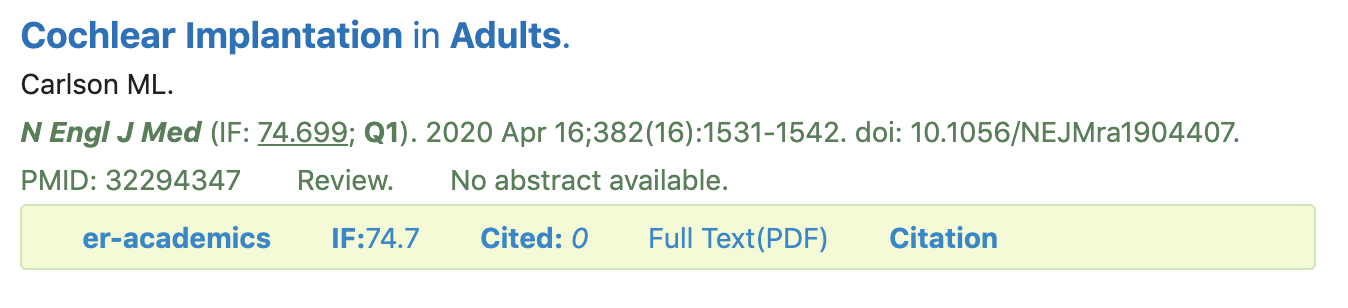 Cochlear Implantation in Adults.
Carlson ML.
N Engl J Med (IF: 74.699; Q1). 2020 Apr 16;382(16):1531-1542. doi: 10.1056/NEJMra1904407.
PMID: 32294347 Review. No abstract available.
er-academics IF:74.7 Cited: 0 Full Text(PDF) Citation